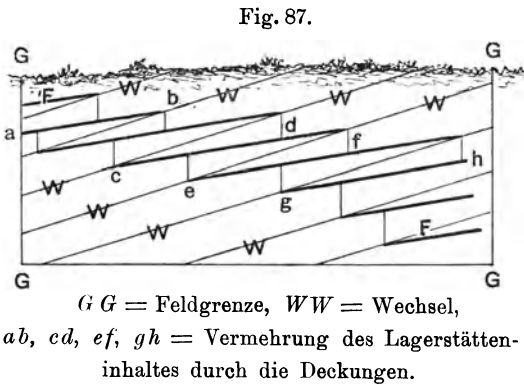 Fig. 87.
G G
F W b W W W
a d
f
c h
e
g
W W
W W
F
G G
G G = Feldgrenze, WW = Wechsel,
ab, cd, ef, gh = Vermehrung des Lagerstätten-
inhaltes durch die Deckungen.